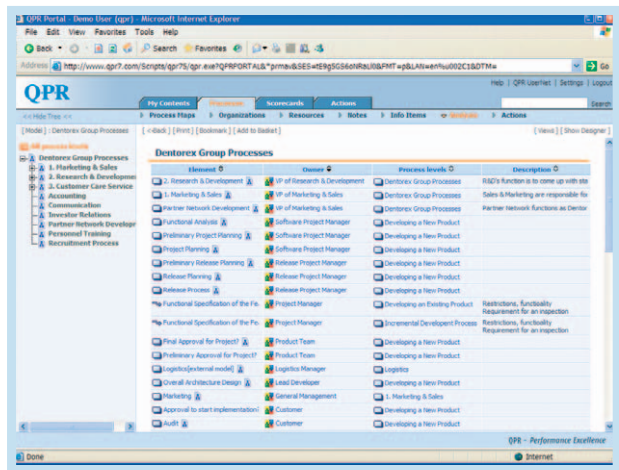 QPR Portal - Demo User (qpr) - Microsoft Internet Explorer
File Edit View Favorites Tools Help
Back Search Favorites
Address http://www.qpr7.com/Scripts/qpr75/qpr.exe?QPRPORTAL&*prmav&SES= Go
QPR
Help | QPR UserNet | Settings | Logout
My Contents Processes Scorecards Actions
Search
<< Hide Tree <<
Process Maps Organizations Resources Notes Info Items Analyses Actions
[Model] : Dentorex Group Processes
[<-Back] [Print] [Bookmark] [Add to Basket]
[Views] [Show Designer]
All process levels
Dentorex Group Processes
1. Marketing & Sales
2. Research & Developmen
3. Customer Care Service
Accounting
Communication
Investor Relations
Partner Network Developr
Personnel Training
Recruitment Process
Dentorex Group Processes
Element Owner Process levels Description
2. Research & Development VP of Research & Development Dentorex Group Processes R&D's function is to come up with sta
1. Marketing & Sales VP of Marketing & Sales Dentorex Group Processes Sales & Marketing are responsible fo
Partner Network Development VP of Marketing & Sales Dentorex Group Processes Partner Network functions as Dentor
Functional Analysis Software Project Manager Developing a New Product
Preliminary Project Planning Software Project Manager Developing a New Product
Project Planning Software Project Manager Developing a New Product
Preliminary Release Planning Release Project Manager Developing a New Product
Release Planning Release Project Manager Developing a New Product
Release Process Release Project Manager Developing a New Product
Functional Specification of the Fe. Project Manager Developing an Existing Product Restrictions, functioality
Requirement for an inspection
Functional Specification of the Fe. Project Manager Incremental Developent Process Restrictions, functioality
Requirement for an inspection
Final Approval for Project? Product Team Developing a New Product
Preliminary Approval for Project? Product Team Developing a New Product
Logistics[external model] Logistics Manager Logistics
Overall Architecture Design Lead Developer Developing a New Product
Marketing General Management 1. Marketing & Sales
Approval to start implementation? Customer Developing a New Product
Audit Customer Developing a New Product
QPR - Performance Excellence
Done
Internet